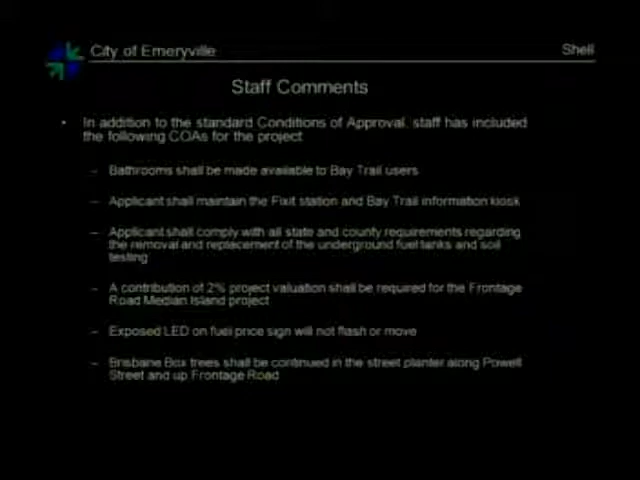 City of Emeryville
Shell
Staff Comments
• In addition to the standard Conditions of Approval, staff has included
the following COAs for the project
– Bathrooms shall be made available to Bay Trail users
– Applicant shall maintain the Fixit station and Bay Trail information kiosk
– Applicant shall comply with all state and county requirements regarding
the removal and replacement of the underground fuel tanks and soil
testing
– A contribution of 2% project valuation shall be required for the Frontage
Road Median Island project
– Exposed LED on fuel price sign will not flash or move
– Brisbane Box trees shall be continued in the street planter along Powell
Street and up Frontage Road